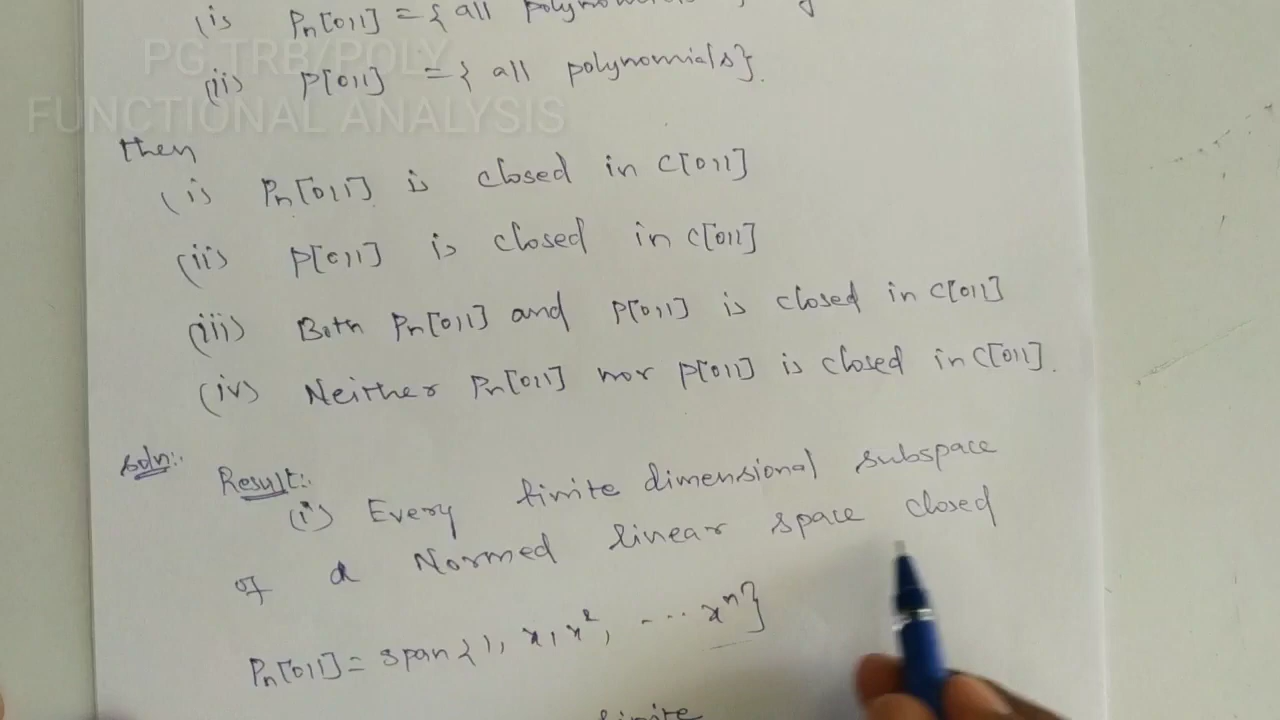 (i) Pn[0,1] = { all polynomials,
PG TRB/POLY
(ii) P[0,1] = { all polynomials}.
FUNCTIONAL ANALYSIS
then
(i) Pn[0,1] is closed in C[0,1]
(ii) P[0,1] is closed in C[0,1]
(iii) Both Pn[0,1] and P[0,1] is closed in C[0,1]
(iv) Neither Pn[0,1] nor P[0,1] is closed in C[0,1].
Soln:.
Result:.
(i) Every finite dimensional subspace
of a Normed linear space closed
Pn[0,1] = span {1, x, x², ... xⁿ}
finite